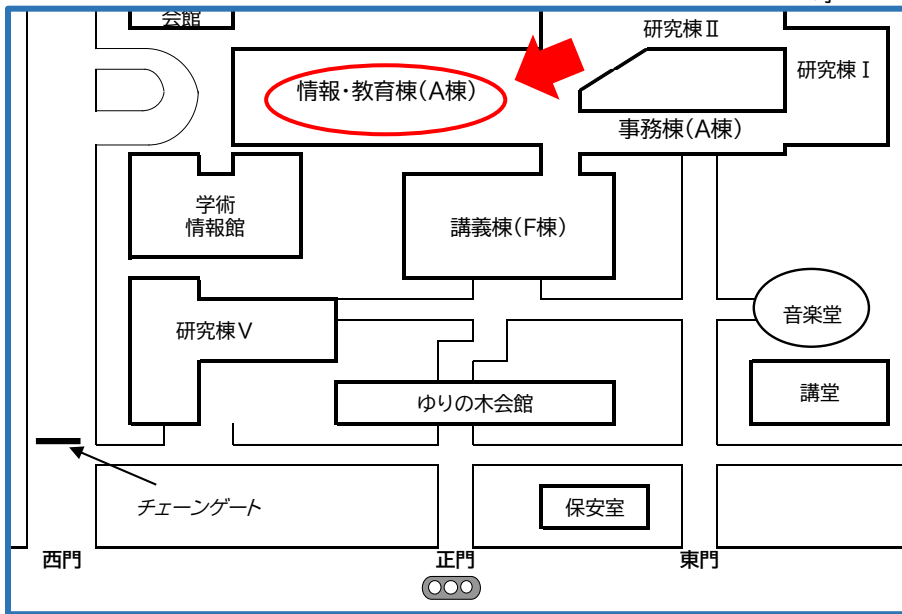 会館
研究棟Ⅱ
研究棟Ⅰ
情報・教育棟(A棟)
事務棟(A棟)
学術
情報館
講義棟(F棟)
研究棟Ⅴ
音楽堂
ゆりの木会館
講堂
チェーンゲート
保安室
西門
正門
東門